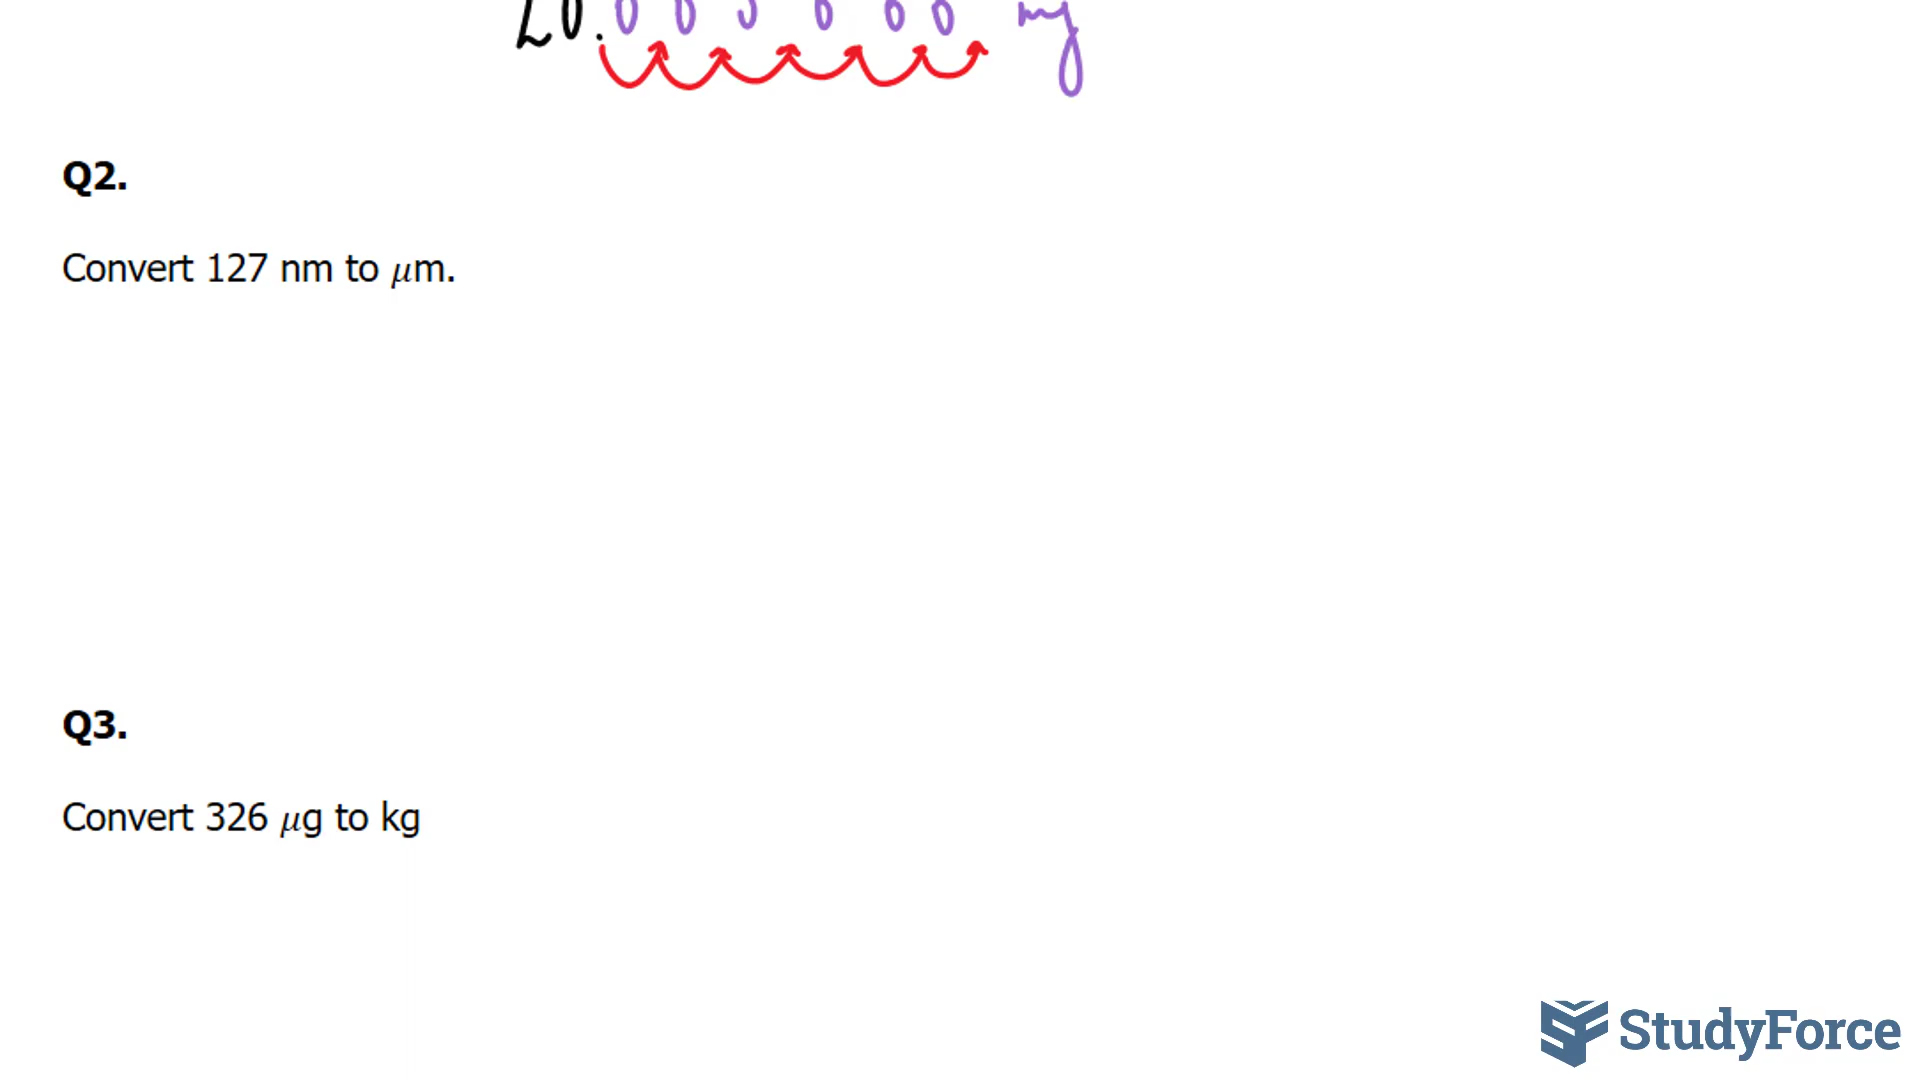 20.000000 mg
Q2.
Convert 127 nm to μm.
Q3.
Convert 326 μg to kg
StudyForce